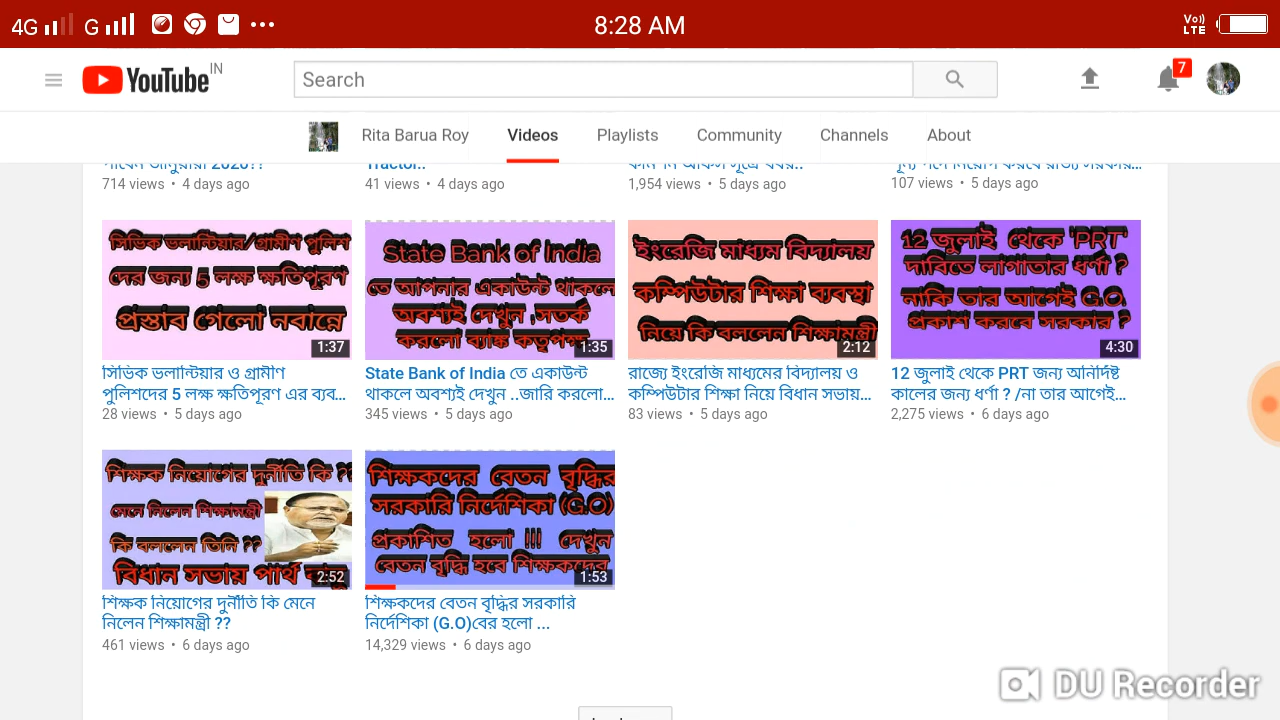 4G G 8:28 AM Vo)) LTE
YouTube IN Search 7
Rita Barua Roy Videos Playlists Community Channels About
714 views • 4 days ago
41 views • 4 days ago
1,954 views • 5 days ago
107 views • 5 days ago
সিভিক ভলান্টিয়ার/গ্রামীণ পুলিশ
দের জন্য 5 লক্ষ ক্ষতিপূরণ
প্রস্তাব গেলো নবান্নে
1:37
সিভিক ভলান্টিয়ার ও গ্রামীণ
পুলিশদের 5 লক্ষ ক্ষতিপূরণ এর ব্যব...
28 views • 5 days ago
State Bank of India
তে আপনার একাউন্ট থাকলে
অবশ্যই দেখুন ,সতর্ক
করলো ব্যাঙ্ক কতৃপক্ষ
1:35
State Bank of India তে একাউন্ট
থাকলে অবশ্যই দেখুন ..জারি করলো...
345 views • 5 days ago
ইংরেজি মাধ্যম বিদ্যালয়
কম্পিউটার শিক্ষা ব্যবস্থা
নিয়ে কি বললেন শিক্ষামন্ত্রী
2:12
রাজ্যে ইংরেজি মাধ্যমের বিদ্যালয় ও
কম্পিউটার শিক্ষা নিয়ে বিধান সভায়...
83 views • 5 days ago
12 জুলাই থেকে 'PRT'
দাবিতে লাগাতার ধর্ণা ?
নাকি তার আগেই G.O.
প্রকাশ করবে সরকার ?
4:30
12 জুলাই থেকে PRT জন্য অনির্দিষ্ট
কালের জন্য ধর্ণা ? /না তার আগেই...
2,275 views • 6 days ago
শিক্ষক নিয়োগের দুর্নীতি কি ??
মেনে নিলেন শিক্ষামন্ত্রী
কি বললেন তিনি ??
বিধান সভায় পার্থ বাবু
2:52
শিক্ষক নিয়োগের দুর্নীতি কি মেনে
নিলেন শিক্ষামন্ত্রী ??
461 views • 6 days ago
শিক্ষকদের বেতন বৃদ্ধির
সরকারি নির্দেশিকা (G.O)
প্রকাশিত হলো !!! দেখুন
বেতন বৃদ্ধি হবে শিক্ষকদের
1:53
শিক্ষকদের বেতন বৃদ্ধির সরকারি
নির্দেশিকা (G.O)বের হলো ...
14,329 views • 6 days ago
DU Recorder